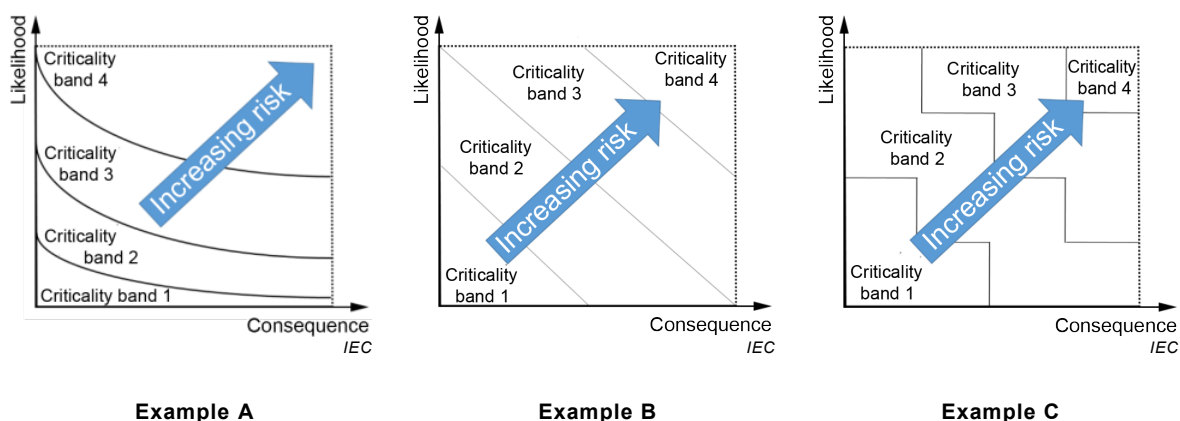 Likelihood
Criticality
band 4
Criticality
band 3
Criticality
band 2
Criticality band 1
Increasing risk
Consequence
IEC
Example A
Likelihood
Criticality
band 4
Criticality
band 3
Criticality
band 2
Criticality
band 1
Increasing risk
Consequence
IEC
Example B
Likelihood
Criticality
band 3
Criticality
band 4
Criticality
band 2
Criticality
band 1
Increasing risk
Consequence
IEC
Example C